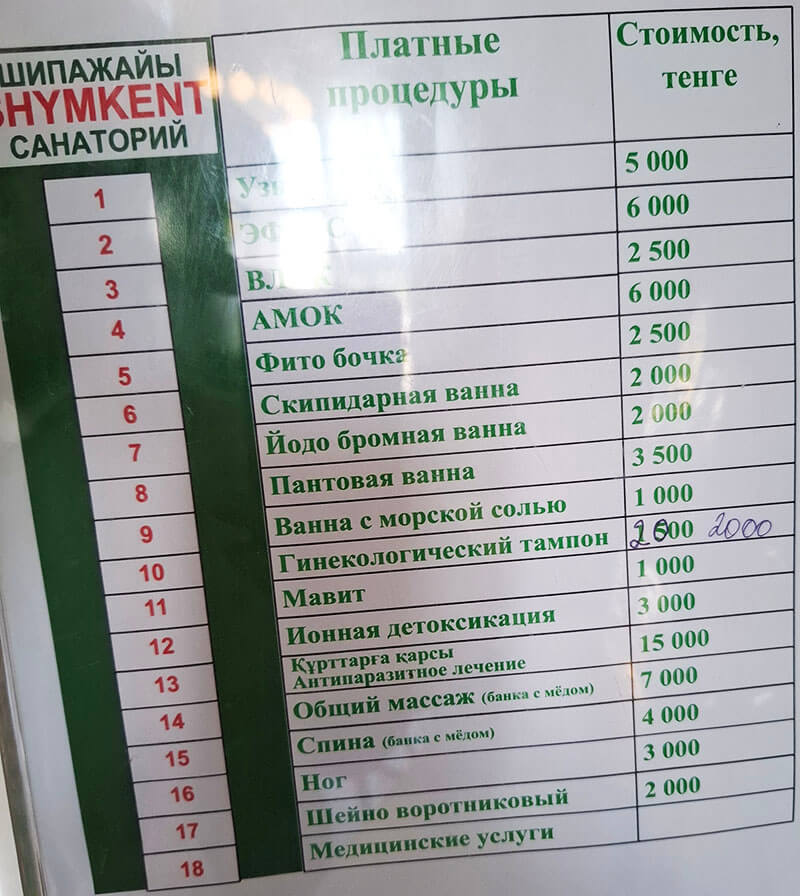 ШИПАЖАЙЫ
SHYMKENT
САНАТОРИЙ
Платные процедуры
Стоимость, тенге
1 Узи 5 000
2 6 000
3 2 500
4 АМОК 6 000
5 Фито бочка 2 500
6 Скипидарная ванна 2 000
7 Йодо бромная ванна 2 000
8 Пантовая ванна 3 500
9 Ванна с морской солью 1 000
10 Гинекологический тампон 2000
11 Мавит 1 000
12 Ионная детоксикация 3 000
13 Құрттарға қарсы
Антипаразитное лечение 15 000
14 Общий массаж (банка с мёдом) 7 000
15 Спина (банка с мёдом) 4 000
16 Ног 3 000
17 Шейно воротниковый 2 000
18 Медицинские услуги